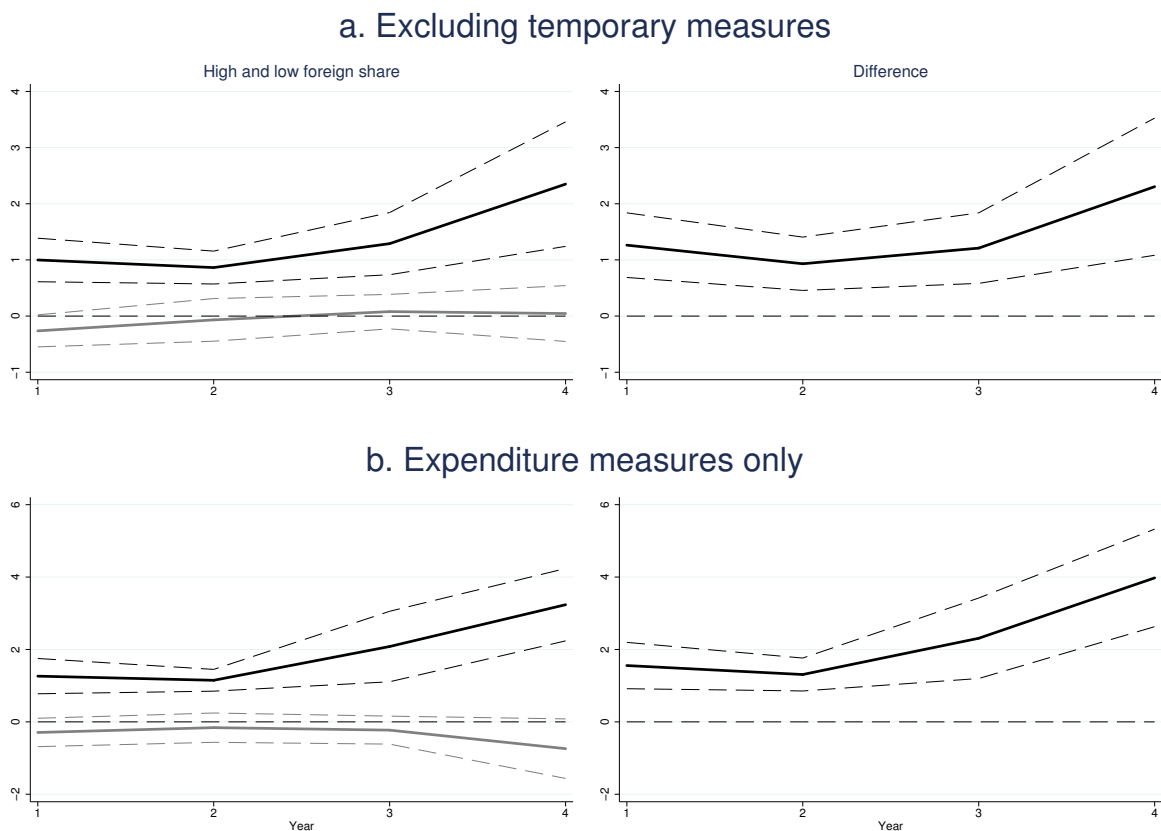 a. Excluding temporary measures
High and low foreign share
Difference
4
3
2
1
0
−1
1 2 3 4
4
3
2
1
0
−1
1 2 3 4
b. Expenditure measures only
6
4
2
0
−2
1 2 3 4
Year
6
4
2
0
−2
1 2 3 4
Year